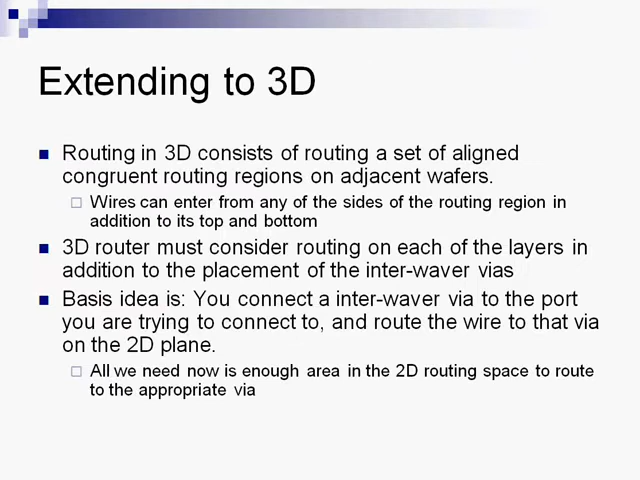 Extending to 3D
Routing in 3D consists of routing a set of aligned
congruent routing regions on adjacent wafers.
Wires can enter from any of the sides of the routing region in
addition to its top and bottom
3D router must consider routing on each of the layers in
addition to the placement of the inter-waver vias
Basis idea is: You connect a inter-waver via to the port
you are trying to connect to, and route the wire to that via
on the 2D plane.
All we need now is enough area in the 2D routing space to route
to the appropriate via